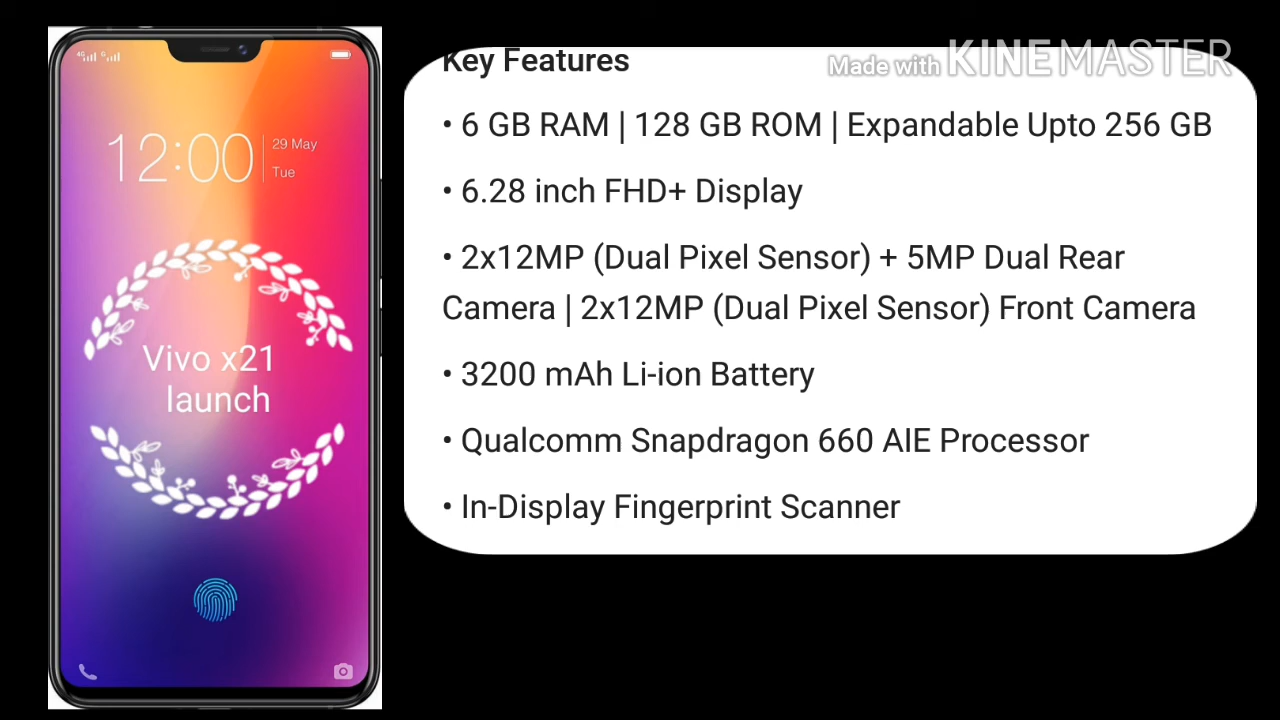 4G 6G
12:00
29 May
Tue
Vivo x21
launch
Key Features
Made with KINEMASTER
• 6 GB RAM | 128 GB ROM | Expandable Upto 256 GB
• 6.28 inch FHD+ Display
• 2x12MP (Dual Pixel Sensor) + 5MP Dual Rear
Camera | 2x12MP (Dual Pixel Sensor) Front Camera
• 3200 mAh Li-ion Battery
• Qualcomm Snapdragon 660 AIE Processor
• In-Display Fingerprint Scanner